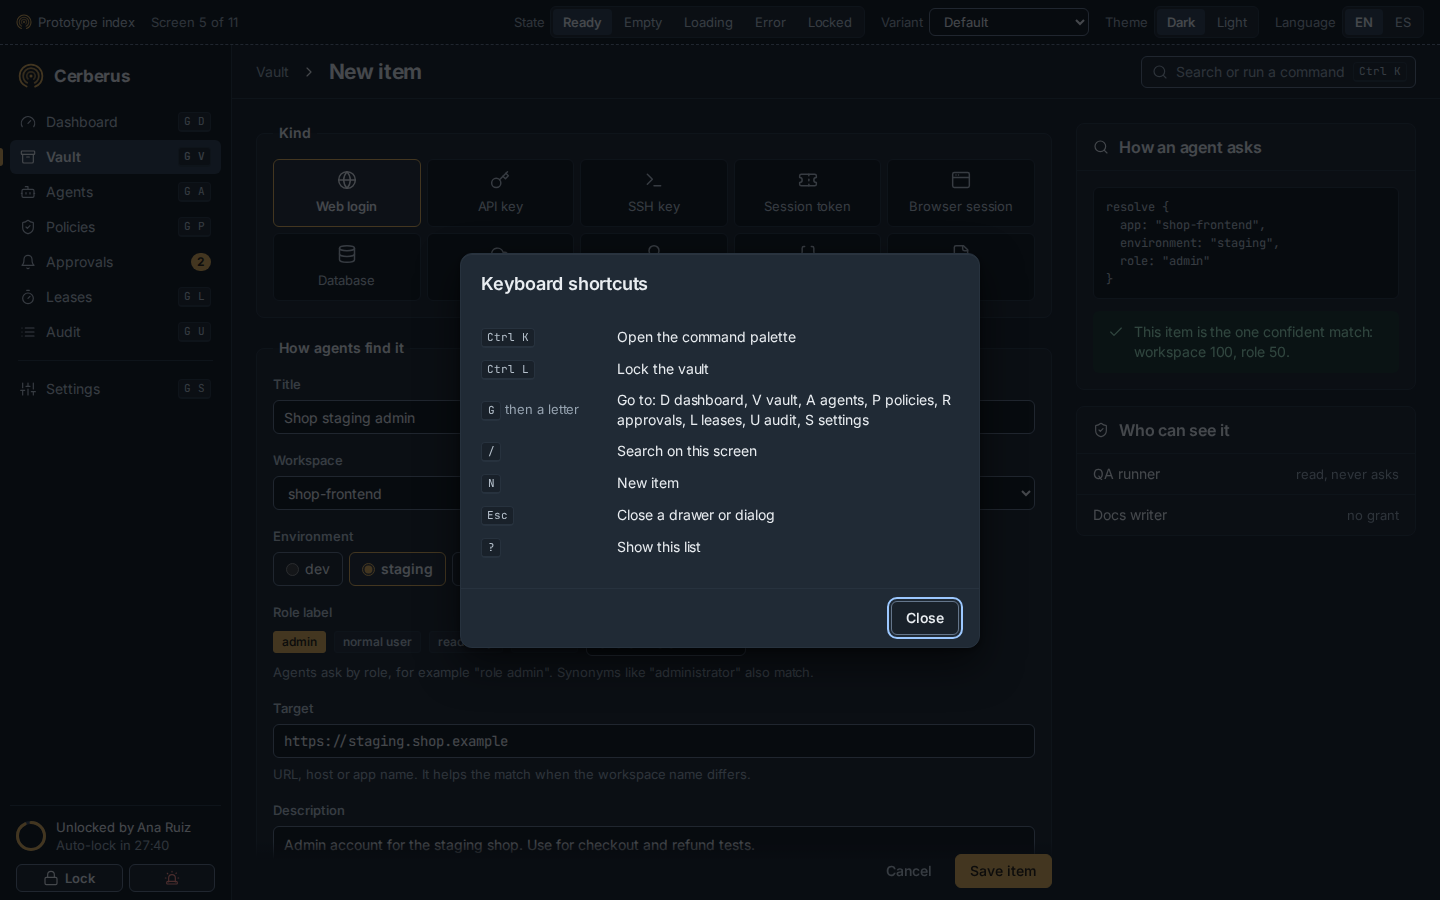 Prototype index
Screen 5 of 11
State
Ready
Empty
Loading
Error
Locked
Variant
Default
Theme
Dark
Light
Language
EN
ES
Cerberus
Dashboard
G D
Vault
G V
Agents
G A
Policies
G P
Approvals
2
Leases
G L
Audit
G U
Settings
G S
Unlocked by Ana Ruiz
Auto-lock in 27:40
Lock
Vault
New item
Search or run a command
Ctrl K
Kind
Web login
API key
SSH key
Session token
Browser session
Database
How agents find it
Title
Shop staging admin
Workspace
shop-frontend
Environment
dev
staging
Role label
admin
normal user
Agents ask by role, for example "role admin". Synonyms like "administrator" also match.
Target
https://staging.shop.example
URL, host or app name. It helps the match when the workspace name differs.
Description
Admin account for the staging shop. Use for checkout and refund tests.
Cancel
Save item
How an agent asks
resolve {
app: "shop-frontend",
environment: "staging",
role: "admin"
}
This item is the one confident match:
workspace 100, role 50.
Who can see it
QA runner
read, never asks
Docs writer
no grant
Keyboard shortcuts
Ctrl K
Open the command palette
Ctrl L
Lock the vault
G then a letter
Go to: D dashboard, V vault, A agents, P policies, R
approvals, L leases, U audit, S settings
/
Search on this screen
N
New item
Esc
Close a drawer or dialog
?
Show this list
Close